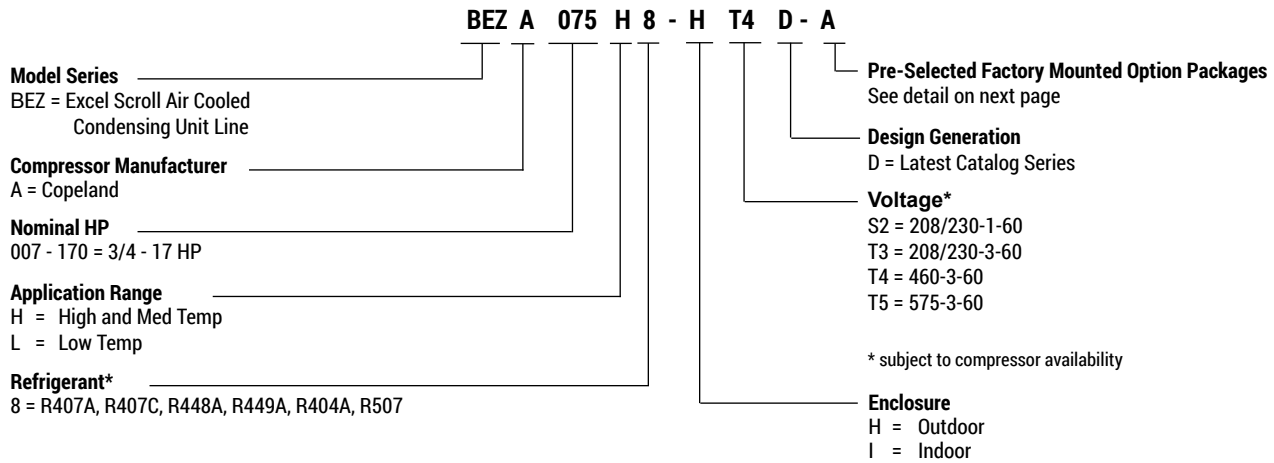 BEZ A 075 H 8 - H T4 D - A
Model Series
BEZ = Excel Scroll Air Cooled
Condensing Unit Line
Compressor Manufacturer
A = Copeland
Nominal HP
007 - 170 = 3/4 - 17 HP
Application Range
H = High and Med Temp
L = Low Temp
Refrigerant*
8 = R407A, R407C, R448A, R449A, R404A, R507
Pre-Selected Factory Mounted Option Packages
See detail on next page
Design Generation
D = Latest Catalog Series
Voltage*
S2 = 208/230-1-60
T3 = 208/230-3-60
T4 = 460-3-60
T5 = 575-3-60
* subject to compressor availability
Enclosure
H = Outdoor
I = Indoor